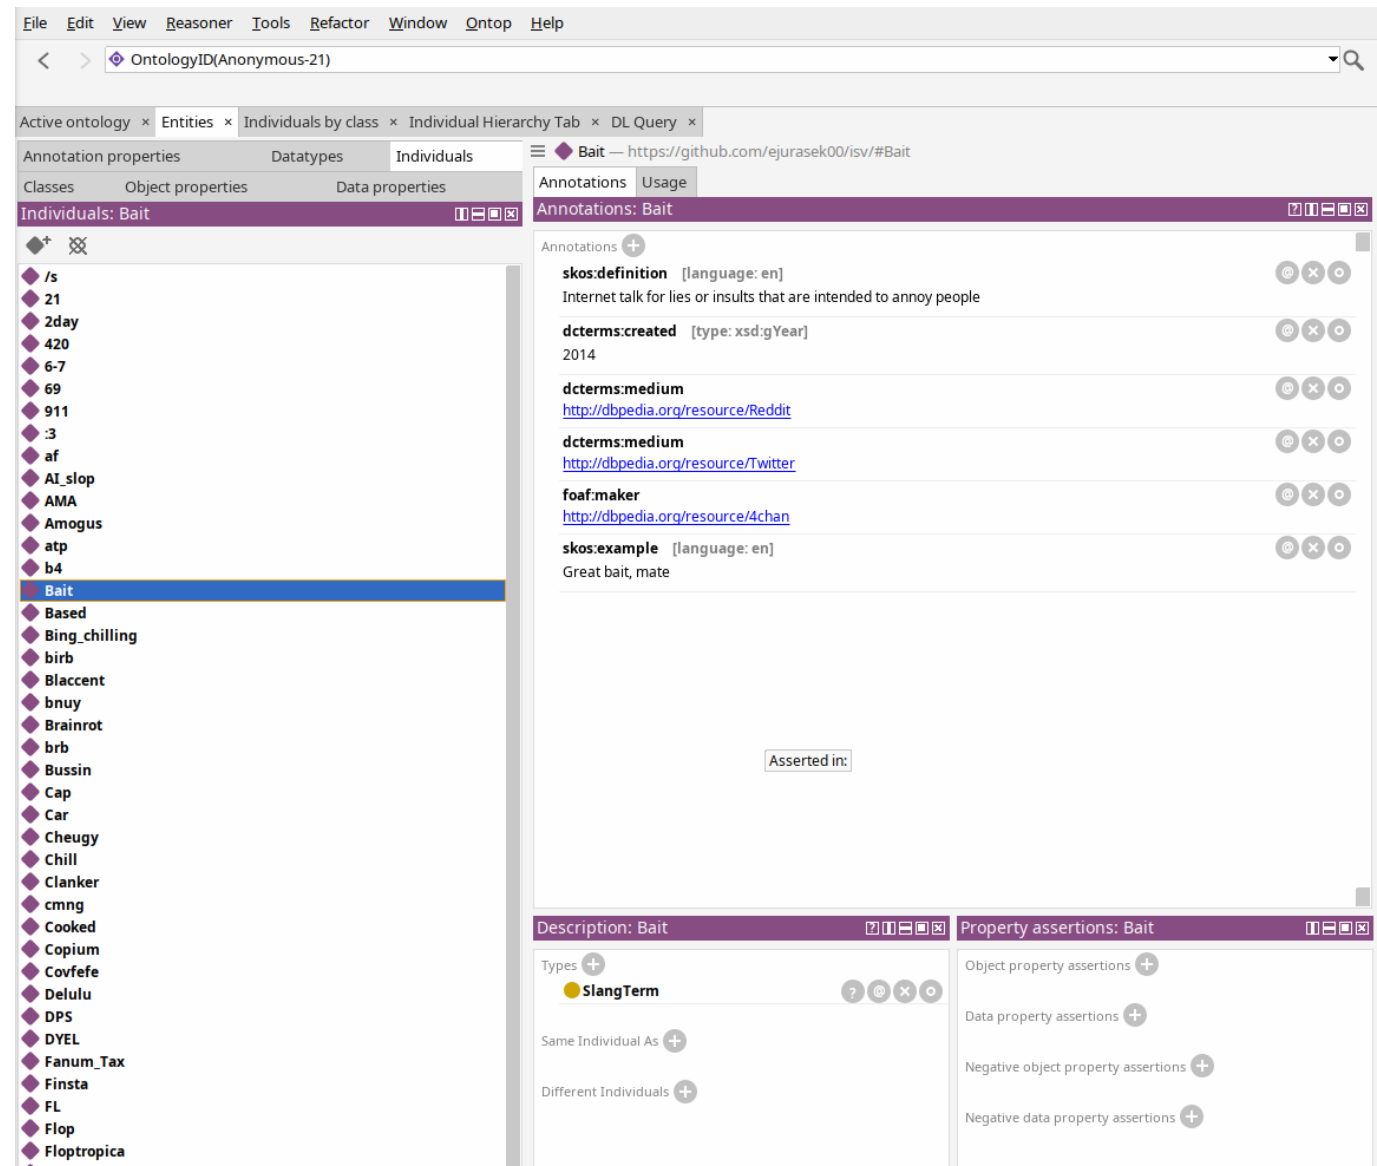 File Edit View Reasoner Tools Refactor Window Ontop Help
OntologyID(Anonymous-21)
Active ontology × Entities × Individuals by class × Individual Hierarchy Tab × DL Query ×
Annotation properties Datatypes Individuals
Classes Object properties Data properties
Individuals: Bait
/s
21
2day
420
6-7
69
911
:3
af
AI_slop
AMA
Amogus
atp
b4
Bait
Based
Bing_chilling
birb
Blaccent
bnuy
Brainrot
brb
Bussin
Cap
Car
Cheugy
Chill
Clanker
cmng
Cooked
Copium
Covfefe
Delulu
DPS
DYEL
Fanum_Tax
Finsta
FL
Flop
Floptropica
Bait — https://github.com/ejurasek00/isv/#Bait
Annotations Usage
Annotations: Bait
Annotations
skos:definition [language: en]
Internet talk for lies or insults that are intended to annoy people
dcterms:created [type: xsd:gYear]
2014
dcterms:medium
http://dbpedia.org/resource/Reddit
dcterms:medium
http://dbpedia.org/resource/Twitter
foaf:maker
http://dbpedia.org/resource/4chan
skos:example [language: en]
Great bait, mate
Asserted in:
Description: Bait
Types
SlangTerm
Same Individual As
Different Individuals
Property assertions: Bait
Object property assertions
Data property assertions
Negative object property assertions
Negative data property assertions